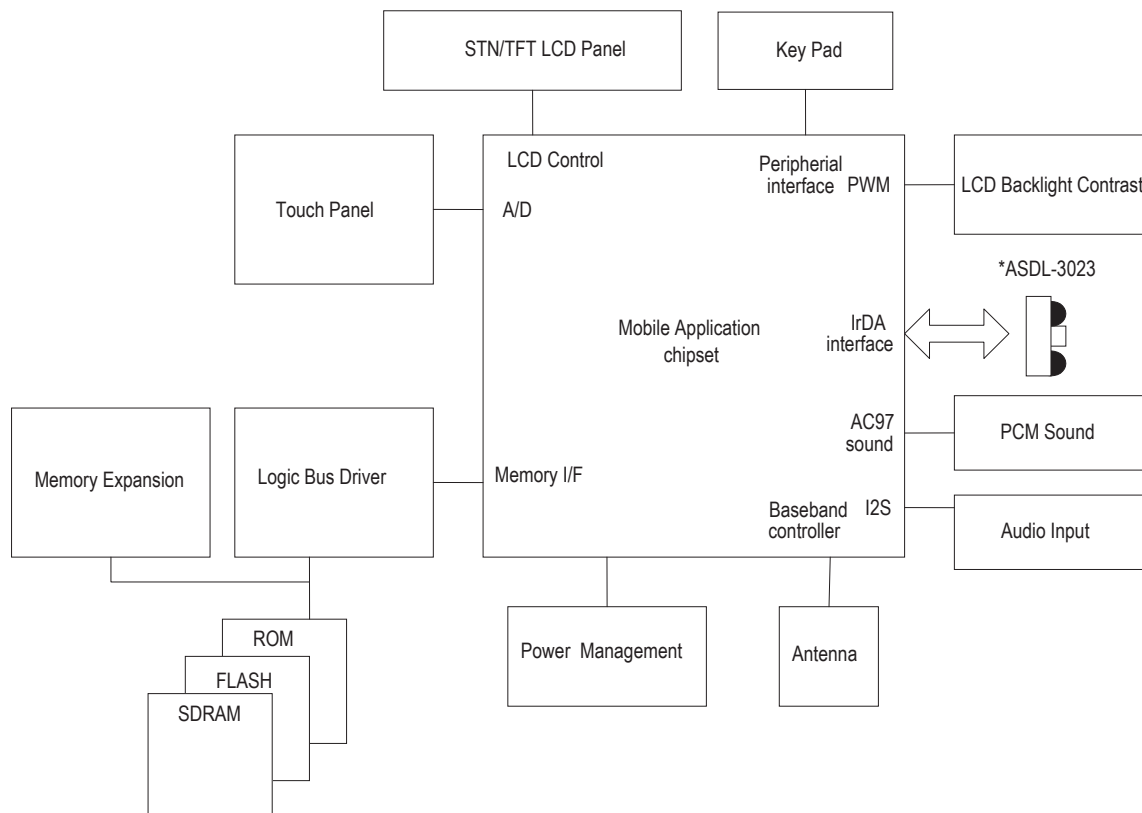 STN/TFT LCD Panel
Key Pad
Touch Panel
LCD Control
A/D
Peripherial
interface
PWM
LCD Backlight Contrast
*ASDL-3023
Mobile Application
chipset
IrDA
interface
Memory Expansion
Logic Bus Driver
Memory I/F
AC97
sound
PCM Sound
Baseband
controller
I2S
Audio Input
ROM
FLASH
SDRAM
Power Management
Antenna